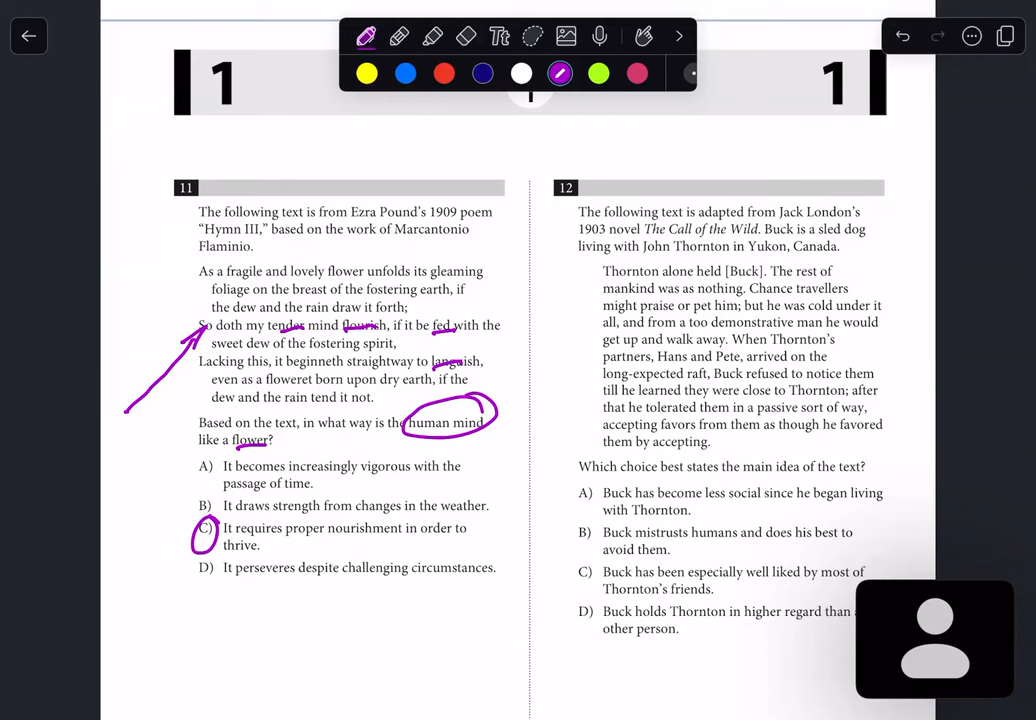 Tt
1
1
1
11
The following text is from Ezra Pound's 1909 poem
"Hymn III," based on the work of Marcantonio
Flaminio.
As a fragile and lovely flower unfolds its gleaming
foliage on the breast of the fostering earth, if
the dew and the rain draw it forth;
So doth my tender mind flourish, if it be fed with the
sweet dew of the fostering spirit,
Lacking this, it beginneth straightway to languish,
even as a floweret born upon dry earth, if the
dew and the rain tend it not.
Based on the text, in what way is the human mind
like a flower?
A) It becomes increasingly vigorous with the
passage of time.
B) It draws strength from changes in the weather.
C) It requires proper nourishment in order to
thrive.
D) It perseveres despite challenging circumstances.
12
The following text is adapted from Jack London's
1903 novel The Call of the Wild. Buck is a sled dog
living with John Thornton in Yukon, Canada.
Thornton alone held [Buck]. The rest of
mankind was as nothing. Chance travellers
might praise or pet him; but he was cold under it
all, and from a too demonstrative man he would
get up and walk away. When Thornton's
partners, Hans and Pete, arrived on the
long-expected raft, Buck refused to notice them
till he learned they were close to Thornton; after
that he tolerated them in a passive sort of way,
accepting favors from them as though he favored
them by accepting.
Which choice best states the main idea of the text?
A) Buck has become less social since he began living
with Thornton.
B) Buck mistrusts humans and does his best to
avoid them.
C) Buck has been especially well liked by most of
Thornton's friends.
D) Buck holds Thornton in higher regard than
other person.